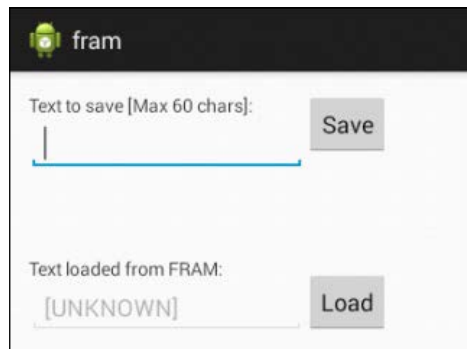 fram
Text to save [Max 60 chars]:
Save
Text loaded from FRAM:
[UNKNOWN]
Load